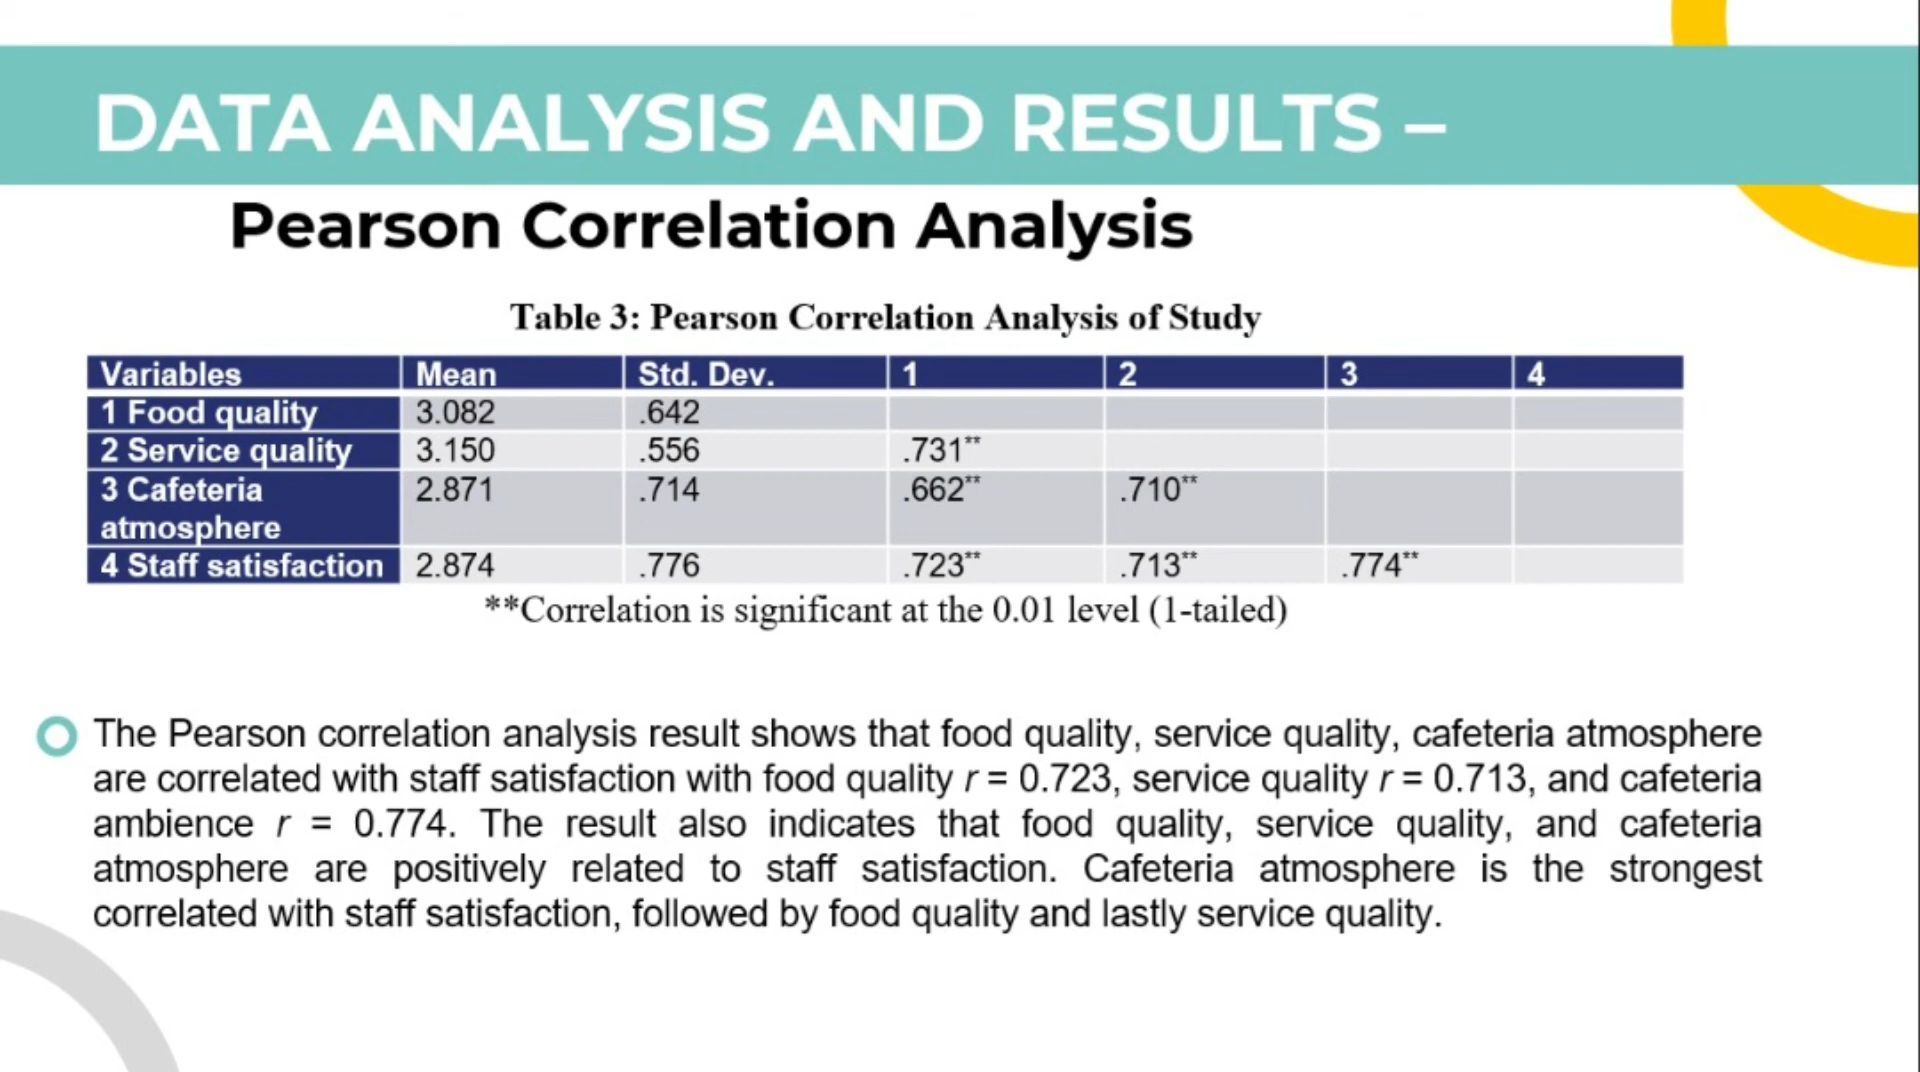 DATA ANALYSIS AND RESULTS –
Pearson Correlation Analysis
Table 3: Pearson Correlation Analysis of Study
Variables Mean Std. Dev. 1 2 3 4
1 Food quality 3.082 .642
2 Service quality 3.150 .556 .731**
3 Cafeteria 2.871 .714 .662** .710**
atmosphere
4 Staff satisfaction 2.874 .776 .723** .713** .774**
**Correlation is significant at the 0.01 level (1-tailed)
The Pearson correlation analysis result shows that food quality, service quality, cafeteria atmosphere
are correlated with staff satisfaction with food quality r = 0.723, service quality r = 0.713, and cafeteria
ambience r = 0.774. The result also indicates that food quality, service quality, and cafeteria
atmosphere are positively related to staff satisfaction. Cafeteria atmosphere is the strongest
correlated with staff satisfaction, followed by food quality and lastly service quality.